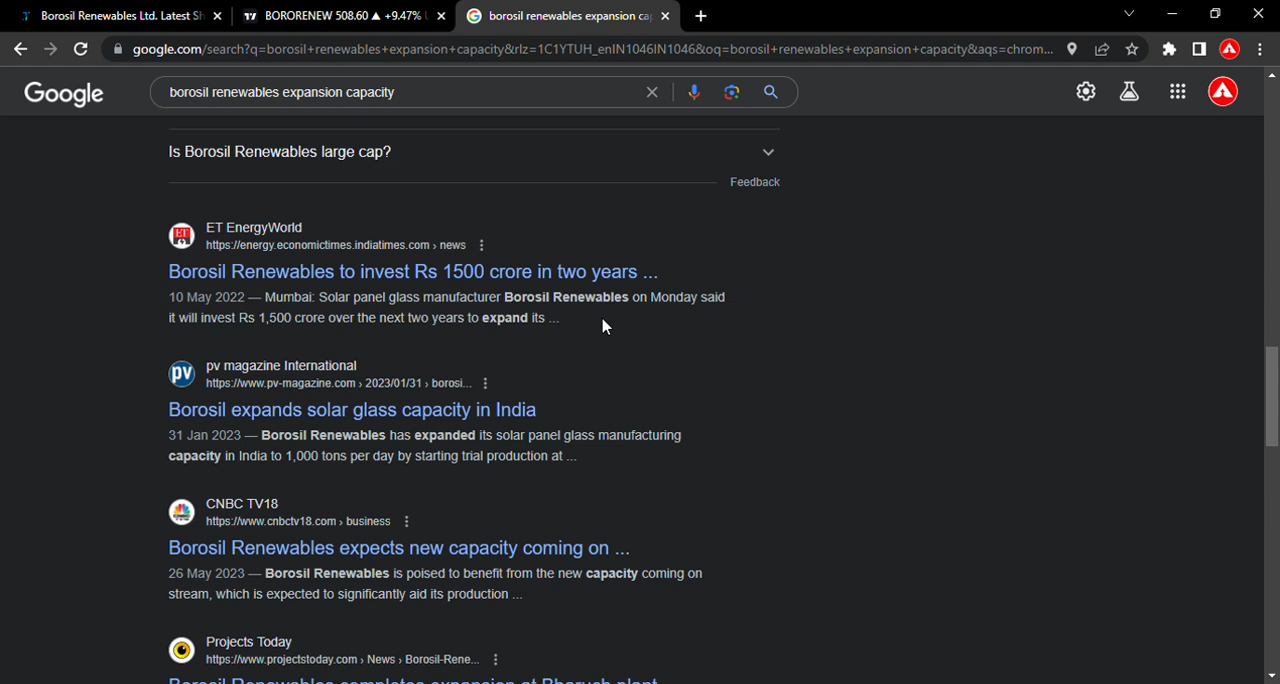 Borosil Renewables Ltd. Latest Sh
BORORENEW 508.60 ▲ +9.47%
borosil renewables expansion ca
google.com/search?q=borosil+renewables+expansion+capacity&rlz=1C1YTUH_enIN1046IN1046&oq=borosil+renewables+expansion+capacity&aqs=chrom...
Google
borosil renewables expansion capacity
Is Borosil Renewables large cap?
Feedback
ET EnergyWorld
https://energy.economictimes.indiatimes.com › news
Borosil Renewables to invest Rs 1500 crore in two years ...
10 May 2022 — Mumbai: Solar panel glass manufacturer Borosil Renewables on Monday said
it will invest Rs 1,500 crore over the next two years to expand its ...
pv magazine International
https://www.pv-magazine.com › 2023/01/31 › borosi...
Borosil expands solar glass capacity in India
31 Jan 2023 — Borosil Renewables has expanded its solar panel glass manufacturing
capacity in India to 1,000 tons per day by starting trial production at ...
CNBC TV18
https://www.cnbctv18.com › business
Borosil Renewables expects new capacity coming on ...
26 May 2023 — Borosil Renewables is poised to benefit from the new capacity coming on
stream, which is expected to significantly aid its production ...
Projects Today
https://www.projectstoday.com › News › Borosil-Rene...
Borosil Renewables completes expansion at Bharuch plant